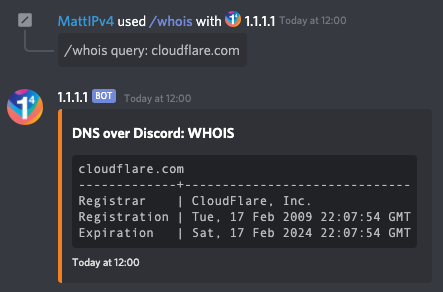 MattIPv4 used /whois with 1.1.1.1 Today at 12:00
/whois query: cloudflare.com
1.1.1.1 BOT Today at 12:00
DNS over Discord: WHOIS
cloudflare.com
-------------+------------------------------
Registrar | CloudFlare, Inc.
Registration | Tue, 17 Feb 2009 22:07:54 GMT
Expiration | Sat, 17 Feb 2024 22:07:54 GMT
Today at 12:00